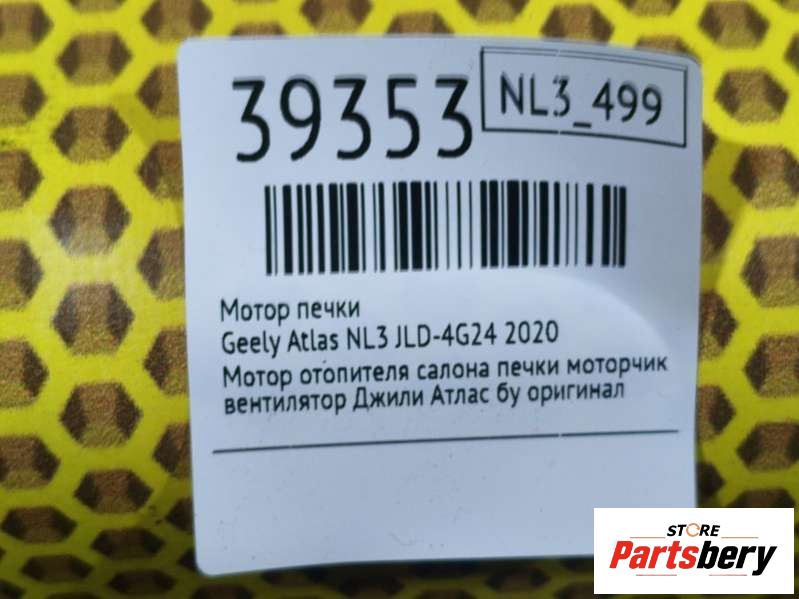 39353
NL3_499
Мотор печки
Geely Atlas NL3 JLD-4G24 2020
Мотор отопителя салона печки моторчик
вентилятор Джили Атлас бу оригинал
STORE
Partsbery